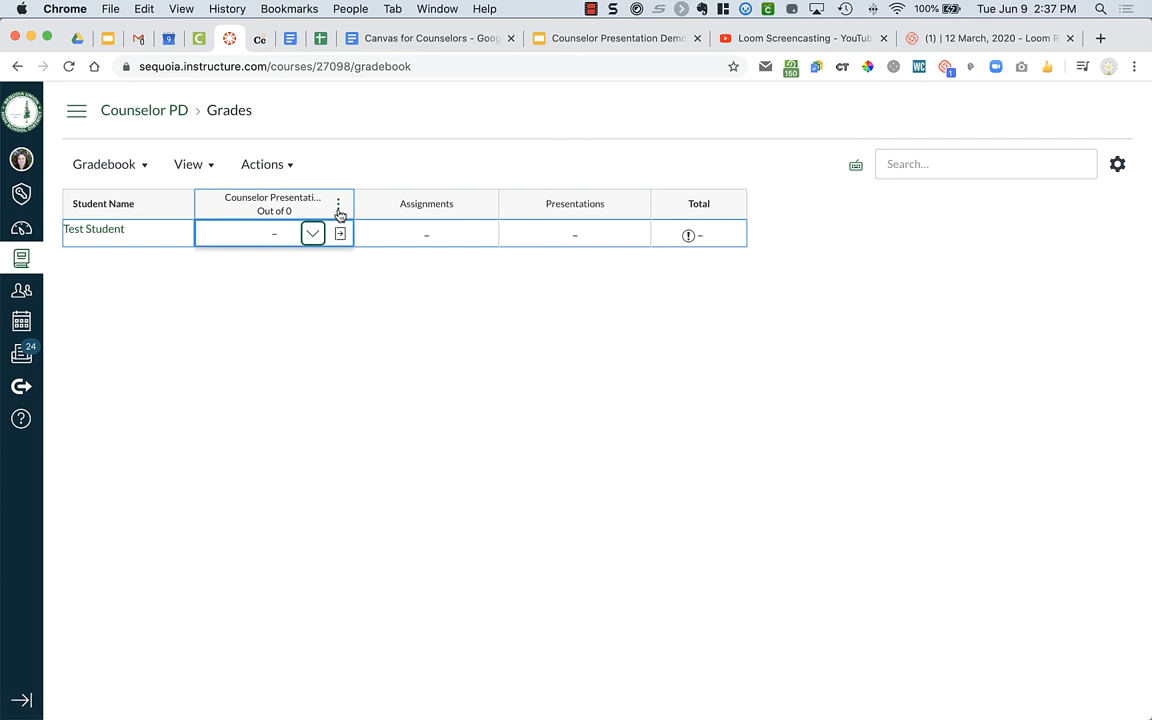 Chrome File Edit View History Bookmarks People Tab Window Help 100% Tue Jun 9 2:37 PM
Canvas for Counselors - Goog Counselor Presentation Demo Loom Screencasting - YouTub (1) | 12 March, 2020 - Loom R
sequoia.instructure.com/courses/27098/gradebook
Counselor PD > Grades
Gradebook View Actions Search...
Student Name
Counselor Presentati...
Out of 0
Assignments
Presentations
Total
Test Student – – – –
24